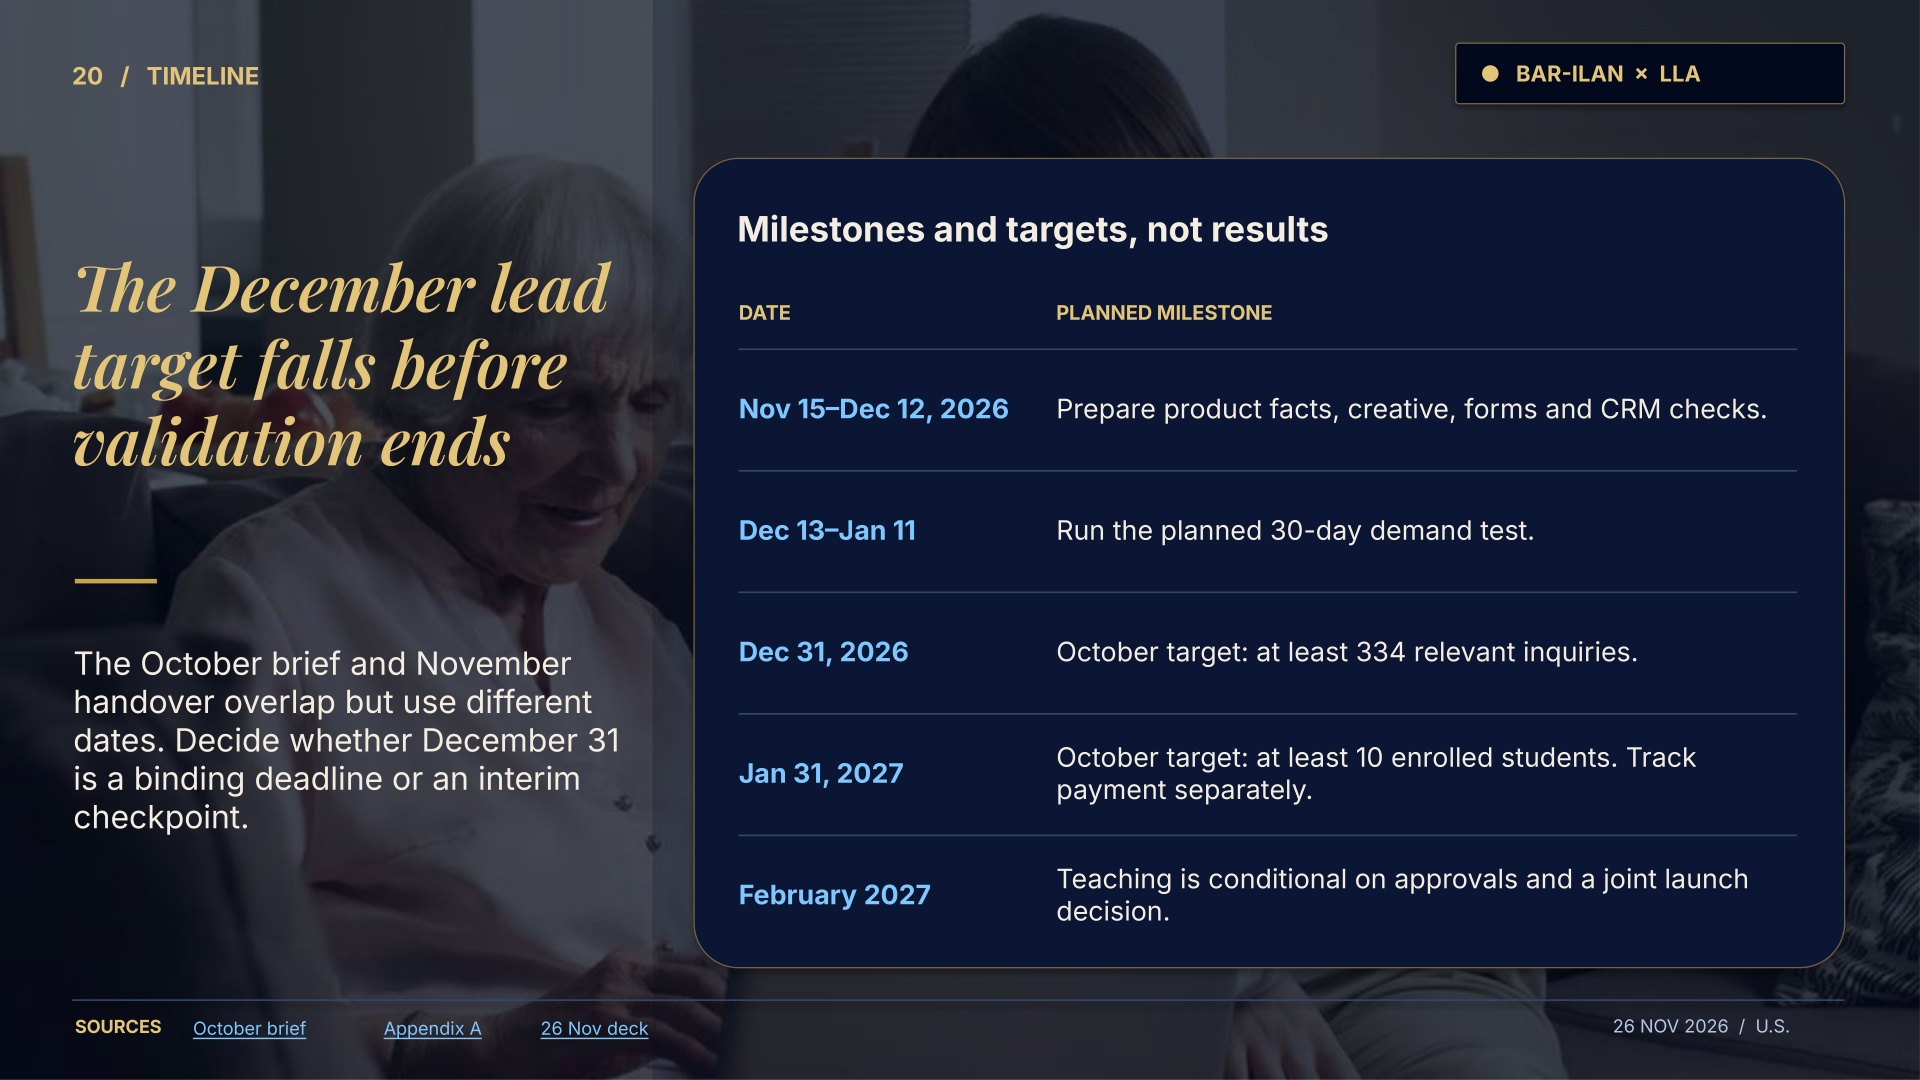 20 / TIMELINE
BAR-ILAN × LLA
The December lead
target falls before
validation ends
The October brief and November
handover overlap but use different
dates. Decide whether December 31
is a binding deadline or an interim
checkpoint.
Milestones and targets, not results
DATE PLANNED MILESTONE
Nov 15–Dec 12, 2026 Prepare product facts, creative, forms and CRM checks.
Dec 13–Jan 11 Run the planned 30-day demand test.
Dec 31, 2026 October target: at least 334 relevant inquiries.
Jan 31, 2027 October target: at least 10 enrolled students. Track
payment separately.
February 2027 Teaching is conditional on approvals and a joint launch
decision.
SOURCES October brief Appendix A 26 Nov deck
26 NOV 2026 / U.S.